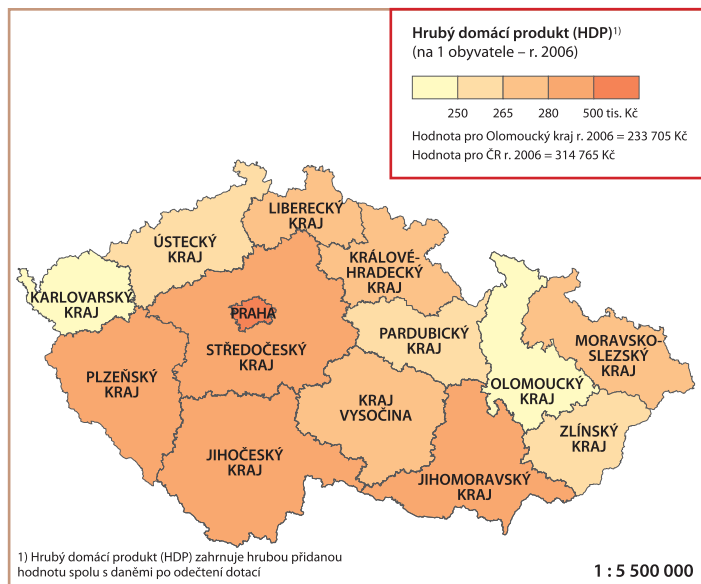 Hrubý domácí produkt (HDP)1)
(na 1 obyvatele – r. 2006)
250 265 280 500 tis. Kč
Hodnota pro Olomoucký kraj r. 2006 = 233 705 Kč
Hodnota pro ČR r. 2006 = 314 765 Kč
LIBERECKÝ
KRAJ
ÚSTECKÝ
KRAJ
KRÁLOVÉ-
HRADECKÝ
KRAJ
KARLOVARSKÝ
KRAJ
PRAHA
STŘEDOČESKÝ
KRAJ
PARDUBICKÝ
KRAJ
MORAVSKO-
SLEZSKÝ
KRAJ
PLZEŇSKÝ
KRAJ
OLOMOUCKÝ
KRAJ
KRAJ
VYSOČINA
ZLÍNSKÝ
KRAJ
JIHOČESKÝ
KRAJ
JIHOMORAVSKÝ
KRAJ
1) Hrubý domácí produkt (HDP) zahrnuje hrubou přidanou
hodnotu spolu s daněmi po odečtení dotací
1 : 5 500 000